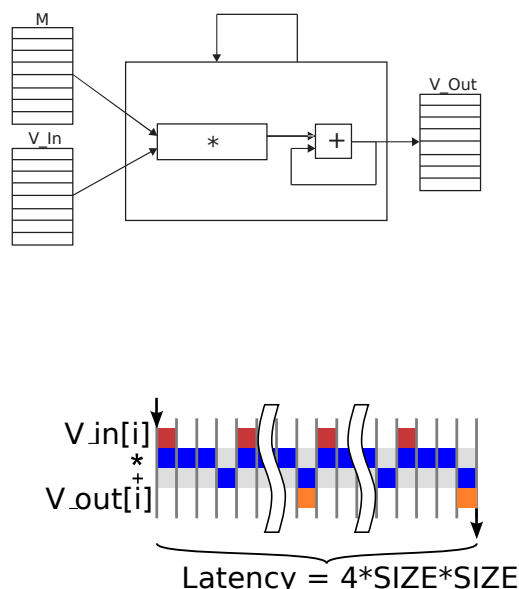 M
V_In
V_Out
*
+
V_in[i]
*
+
V_out[i]
Latency = 4*SIZE*SIZE